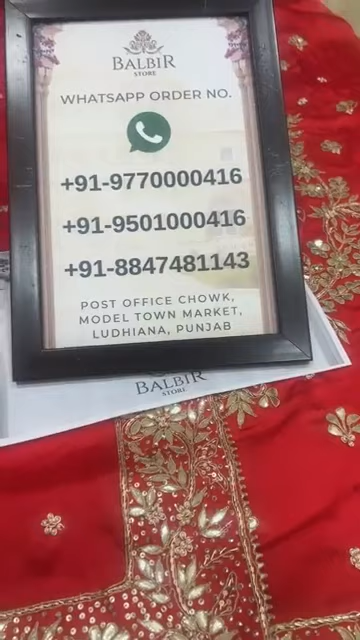 BALBIR
STORE
WHATSAPP ORDER NO.
+91-9770000416
+91-9501000416
+91-8847481143
POST OFFICE CHOWK,
MODEL TOWN MARKET,
LUDHIANA, PUNJAB
BALBIR
STORE